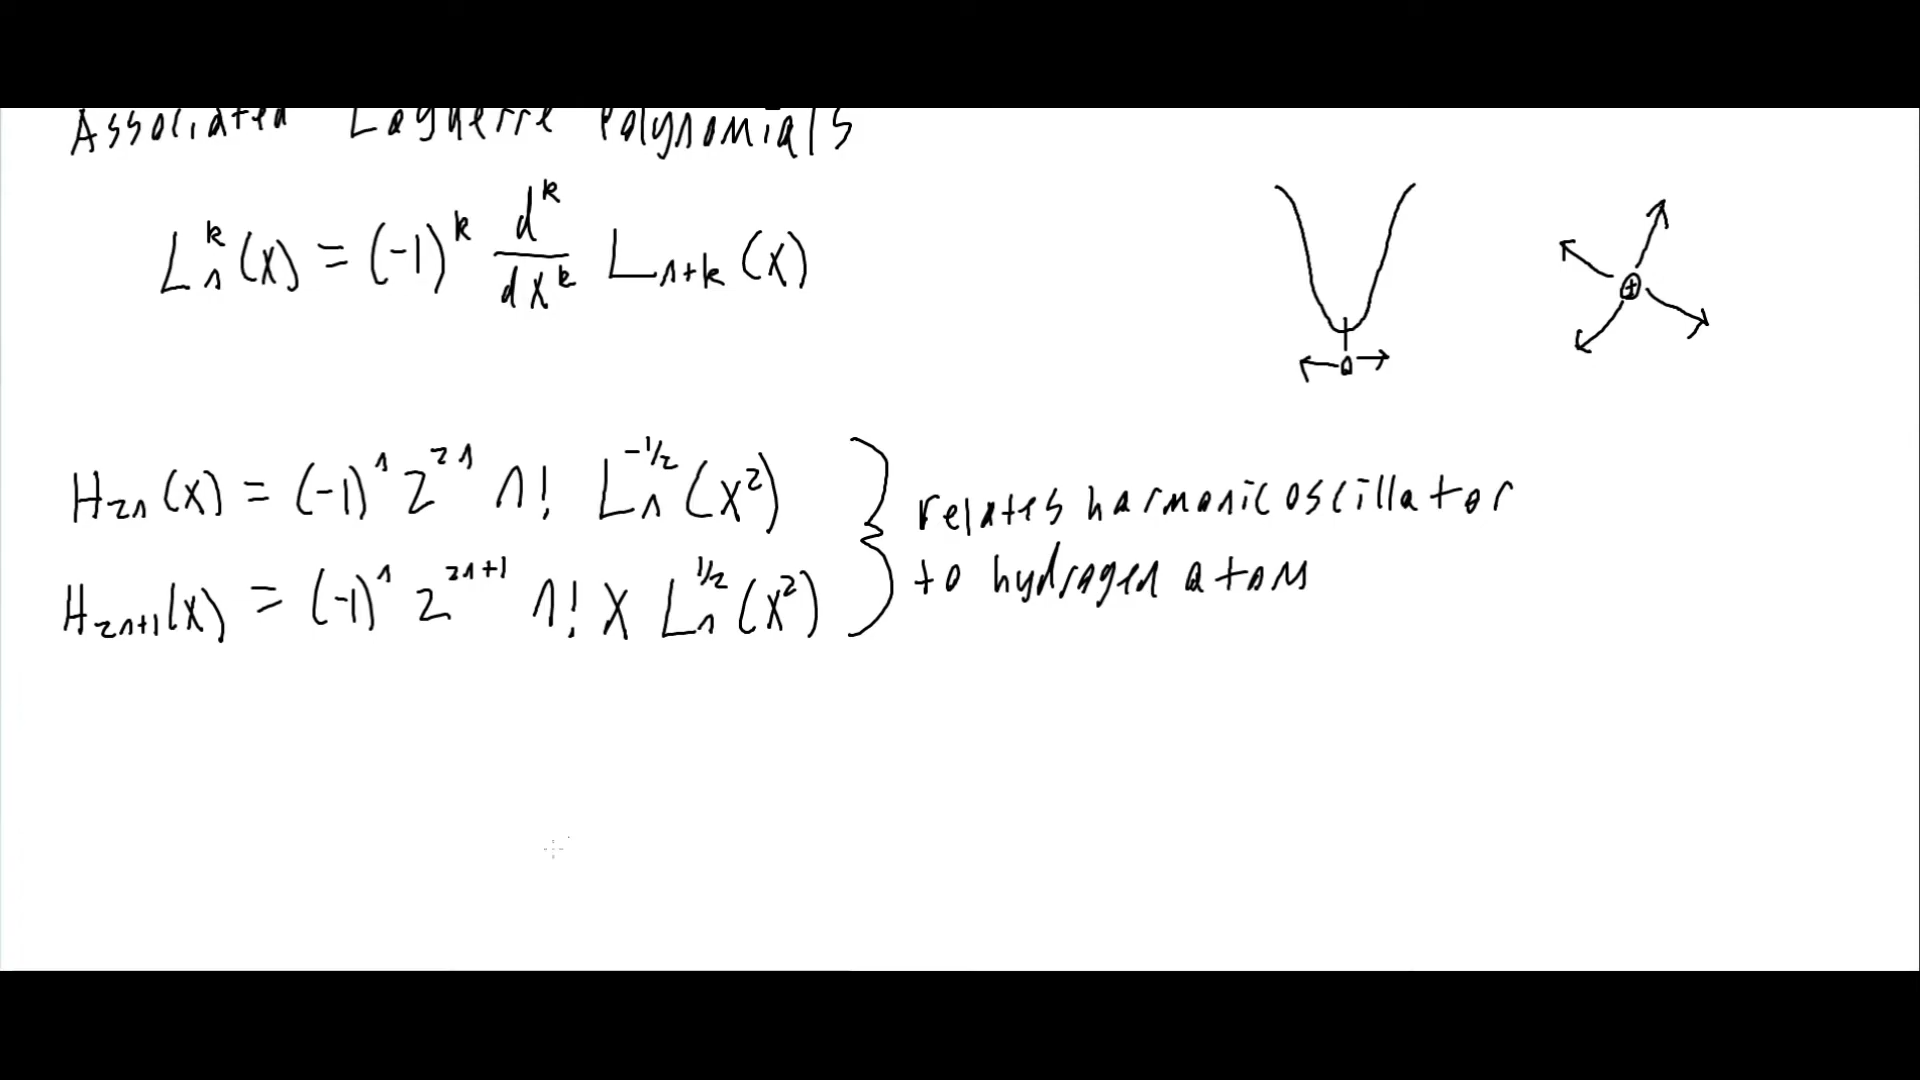 Associated Laguerre Polynomials
L_n^k(x) = (-1)^k d^k/dx^k L_{n+k}(x)
+
0
H_{2n}(x) = (-1)^n 2^{2n} n! L_n^{-1/2}(x^2)
H_{2n+1}(x) = (-1)^n 2^{2n+1} n! x L_n^{1/2}(x^2)
relates harmonic oscillator
to hydrogen atom